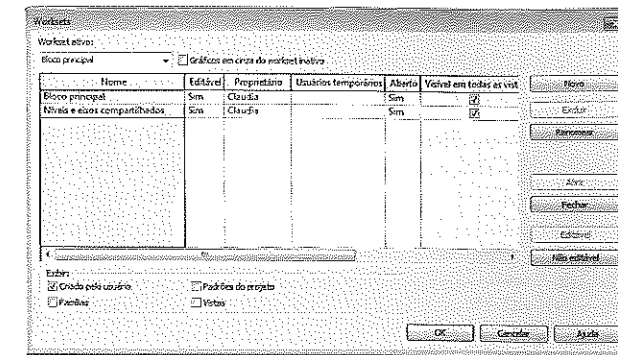 Worksets
Workset ativo:
Bloco principal
Gráficos em cinza do workset inativo
Nome Editável Proprietário Usuários temporários Aberto Visível em todas as vist
Bloco principal Sim Claudia Sim
Níveis e eixos compartilhados Sim Claudia Sim
Novo
Excluir
Renomear
Abrir
Fechar
Editável
Não editável
Exibir:
Criado pelo usuário Padrões do projeto
Famílias Vistas
OK Cancelar Ajuda